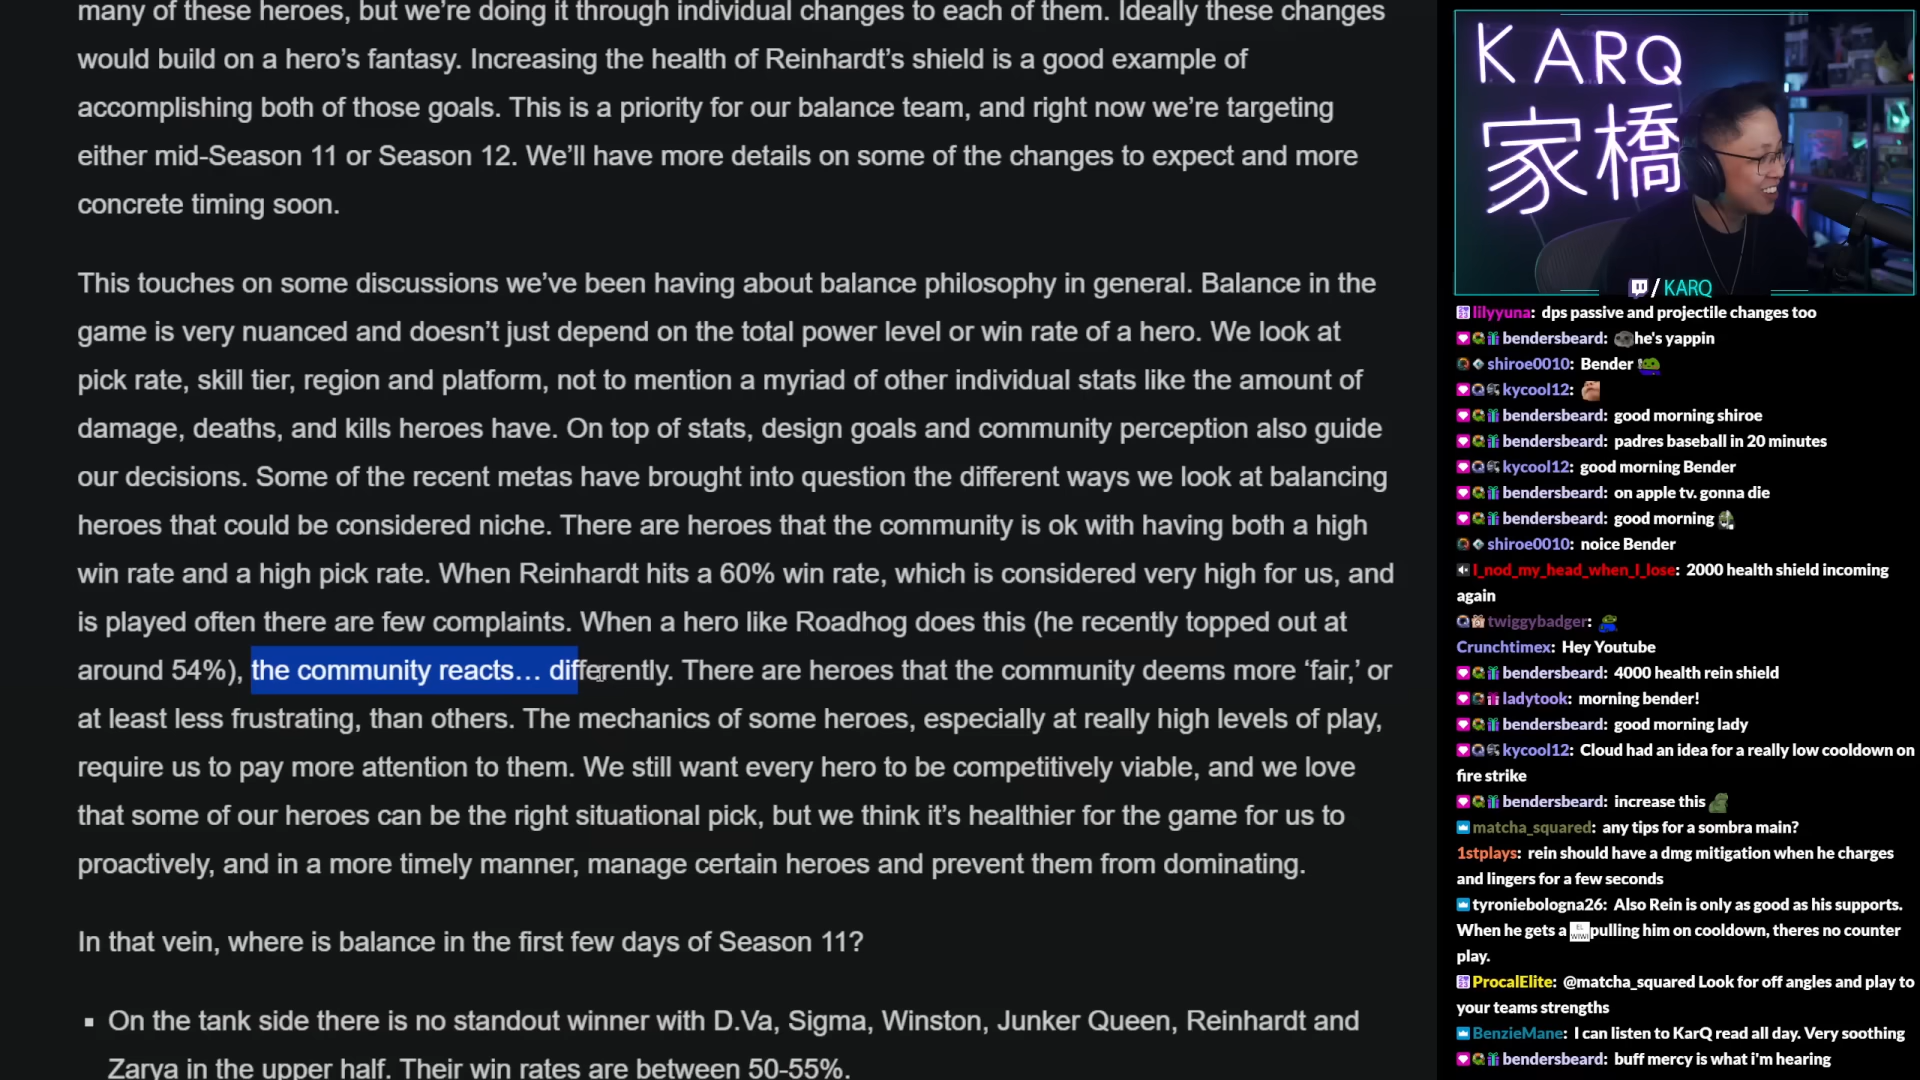 many of these heroes, but we're doing it through individual changes to each of them. Ideally these changes
would build on a hero's fantasy. Increasing the health of Reinhardt's shield is a good example of
accomplishing both of those goals. This is a priority for our balance team, and right now we're targeting
either mid-Season 11 or Season 12. We'll have more details on some of the changes to expect and more
concrete timing soon.
This touches on some discussions we've been having about balance philosophy in general. Balance in the
game is very nuanced and doesn't just depend on the total power level or win rate of a hero. We look at
pick rate, skill tier, region and platform, not to mention a myriad of other individual stats like the amount of
damage, deaths, and kills heroes have. On top of stats, design goals and community perception also guide
our decisions. Some of the recent metas have brought into question the different ways we look at balancing
heroes that could be considered niche. There are heroes that the community is ok with having both a high
win rate and a high pick rate. When Reinhardt hits a 60% win rate, which is considered very high for us, and
is played often there are few complaints. When a hero like Roadhog does this (he recently topped out at
around 54%), the community reacts… differently. There are heroes that the community deems more ‘fair,’ or
at least less frustrating, than others. The mechanics of some heroes, especially at really high levels of play,
require us to pay more attention to them. We still want every hero to be competitively viable, and we love
that some of our heroes can be the right situational pick, but we think it's healthier for the game for us to
proactively, and in a more timely manner, manage certain heroes and prevent them from dominating.
In that vein, where is balance in the first few days of Season 11?
▪ On the tank side there is no standout winner with D.Va, Sigma, Winston, Junker Queen, Reinhardt and
Zarya in the upper half. Their win rates are between 50-55%.
KARQ
家橋
/ KARQ
lilyyuna: dps passive and projectile changes too
bendersbeard: he's yappin
shiroe0010: Bender
kycool12:
bendersbeard: good morning shiroe
bendersbeard: padres baseball in 20 minutes
kycool12: good morning Bender
bendersbeard: on apple tv. gonna die
bendersbeard: good morning
shiroe0010: noice Bender
I_nod_my_head_when_I_lose: 2000 health shield incoming
again
twiggybadger:
Crunchtimex: Hey Youtube
bendersbeard: 4000 health rein shield
ladytook: morning bender!
bendersbeard: good morning lady
kycool12: Cloud had an idea for a really low cooldown on
fire strike
bendersbeard: increase this
matcha_squared: any tips for a sombra main?
1stplays: rein should have a dmg mitigation when he charges
and lingers for a few seconds
tyroniebologna26: Also Rein is only as good as his supports.
When he gets a pulling him on cooldown, theres no counter
play.
ProcalElite: @matcha_squared Look for off angles and play to
your teams strengths
BenzieMane: I can listen to KarQ read all day. Very soothing
bendersbeard: buff mercy is what i'm hearing